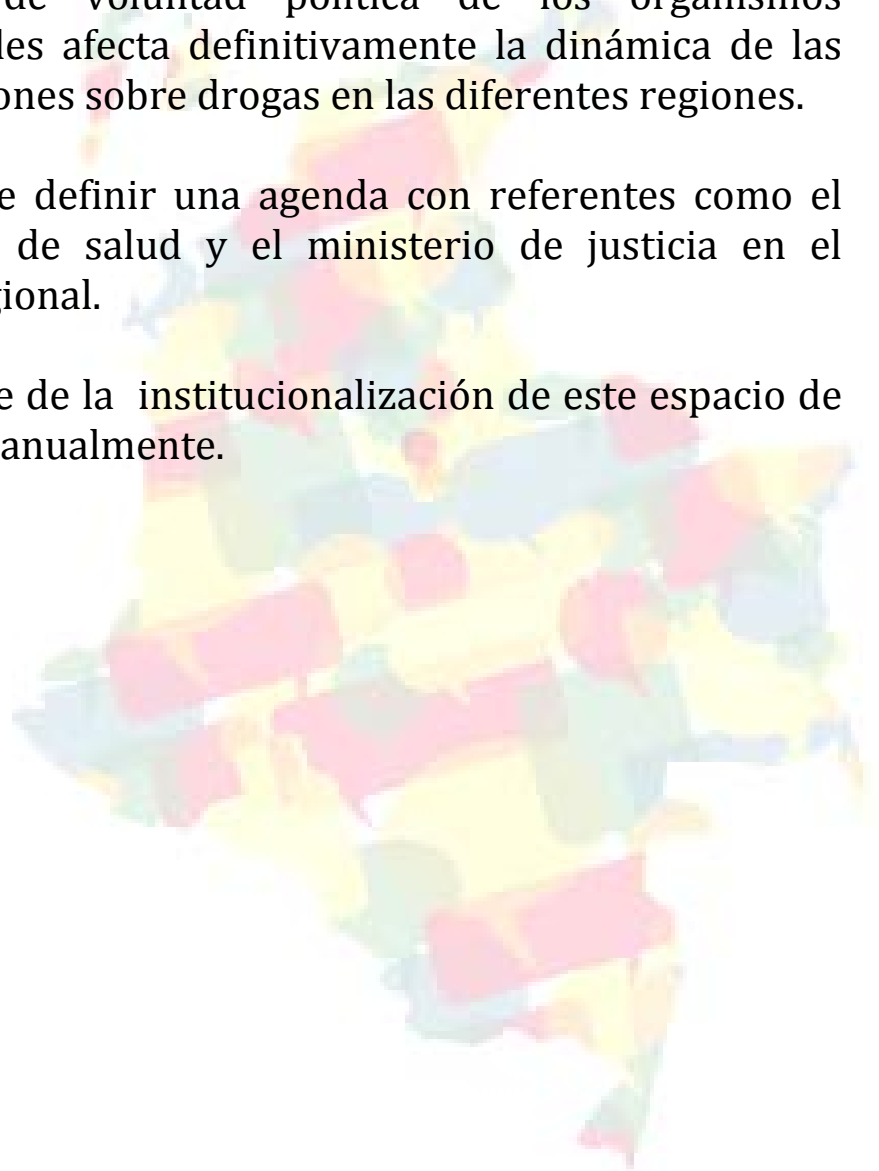 de voluntad política de los organismos
les afecta definitivamente la dinámica de las
ones sobre drogas en las diferentes regiones.
e definir una agenda con referentes como el
de salud y el ministerio de justicia en el
gional.
e de la institucionalización de este espacio de
anualmente.